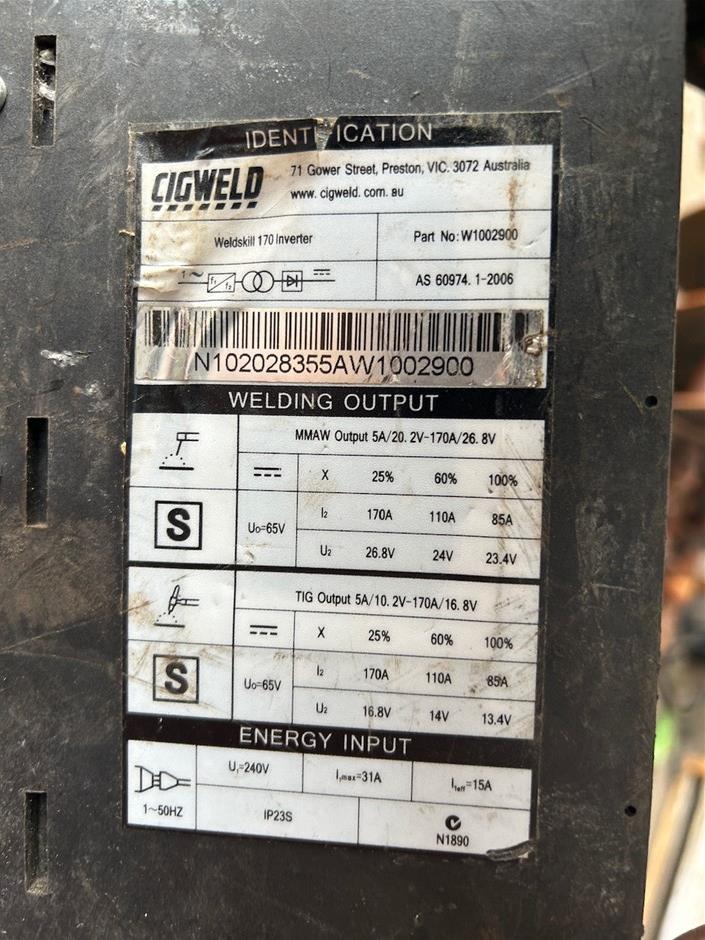 IDENTIFICATION
CIGWELD
71 Gower Street, Preston, VIC. 3072 Australia
www. cigweld. com. au
Weldskill 170 Inverter
Part No: W1002900
1~ f1 f2
AS 60974. 1-2006
N102028355AW1002900
WELDING OUTPUT
MMAW Output 5A/20. 2V-170A/26. 8V
X 25% 60% 100%
S
U0=65V
I2 170A 110A 85A
U2 26.8V 24V 23.4V
TIG Output 5A/10. 2V-170A/16. 8V
X 25% 60% 100%
S
U0=65V
I2 170A 110A 85A
U2 16.8V 14V 13.4V
ENERGY INPUT
U1=240V I1max=31A I1eff=15A
1~50HZ
IP23S
N1890